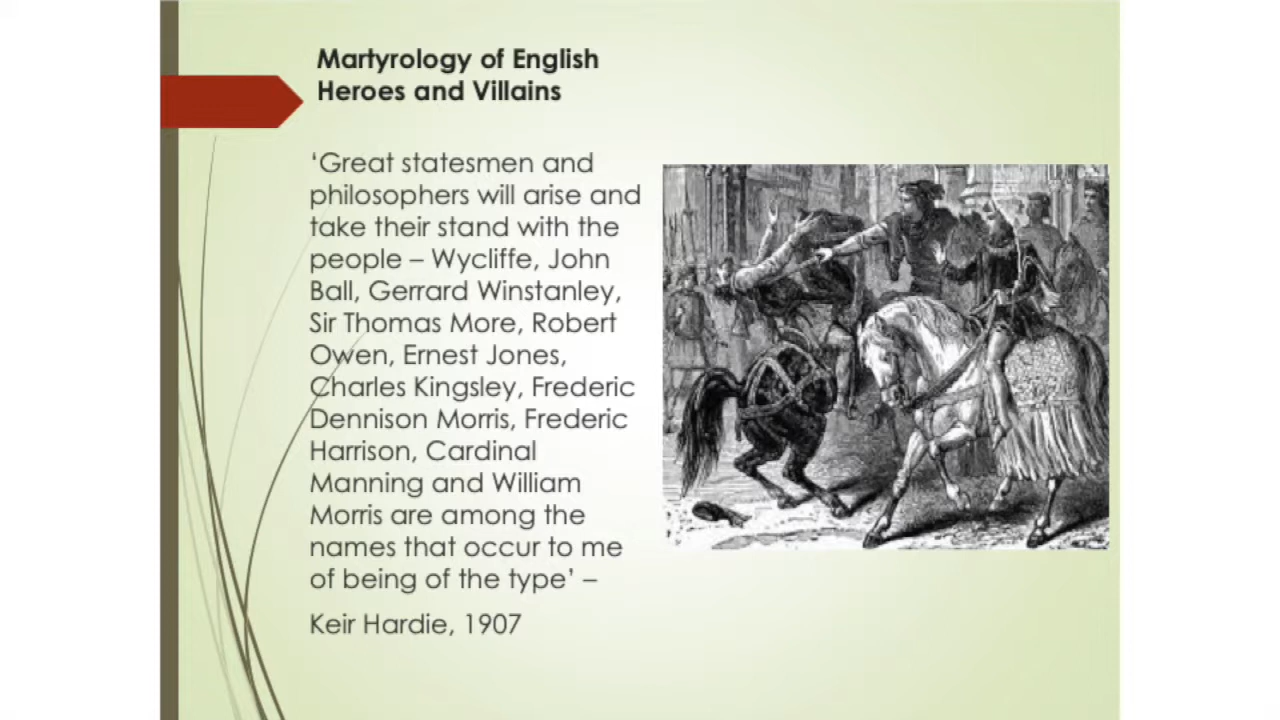 Martyrology of English
Heroes and Villains
‘Great statesmen and
philosophers will arise and
take their stand with the
people – Wycliffe, John
Ball, Gerrard Winstanley,
Sir Thomas More, Robert
Owen, Ernest Jones,
Charles Kingsley, Frederic
Dennison Morris, Frederic
Harrison, Cardinal
Manning and William
Morris are among the
names that occur to me
of being of the type’ –
Keir Hardie, 1907